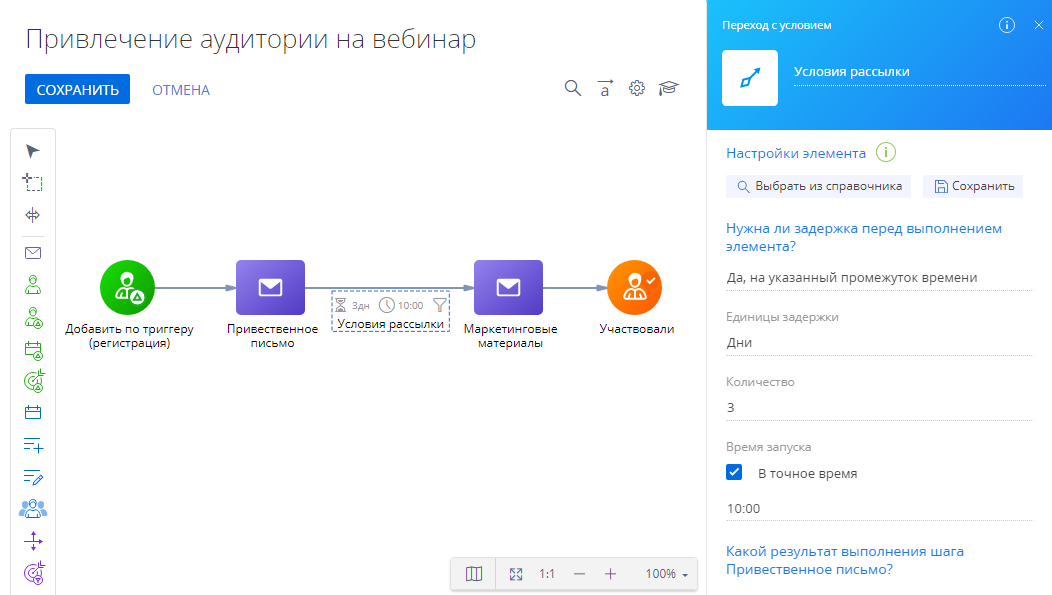 Привлечение аудитории на вебинар
СОХРАНИТЬ
ОТМЕНА
a
Добавить по триггеру
(регистрация)
Привественное
письмо
3дн
10:00
Условия рассылки
Маркетинговые
материалы
Участвовали
1:1
100%
Переход с условием
Условия рассылки
Настройки элемента
Выбрать из справочника
Сохранить
Нужна ли задержка перед выполнением
элемента?
Да, на указанный промежуток времени
Единицы задержки
Дни
Количество
3
Время запуска
В точное время
10:00
Какой результат выполнения шага
Привественное письмо?